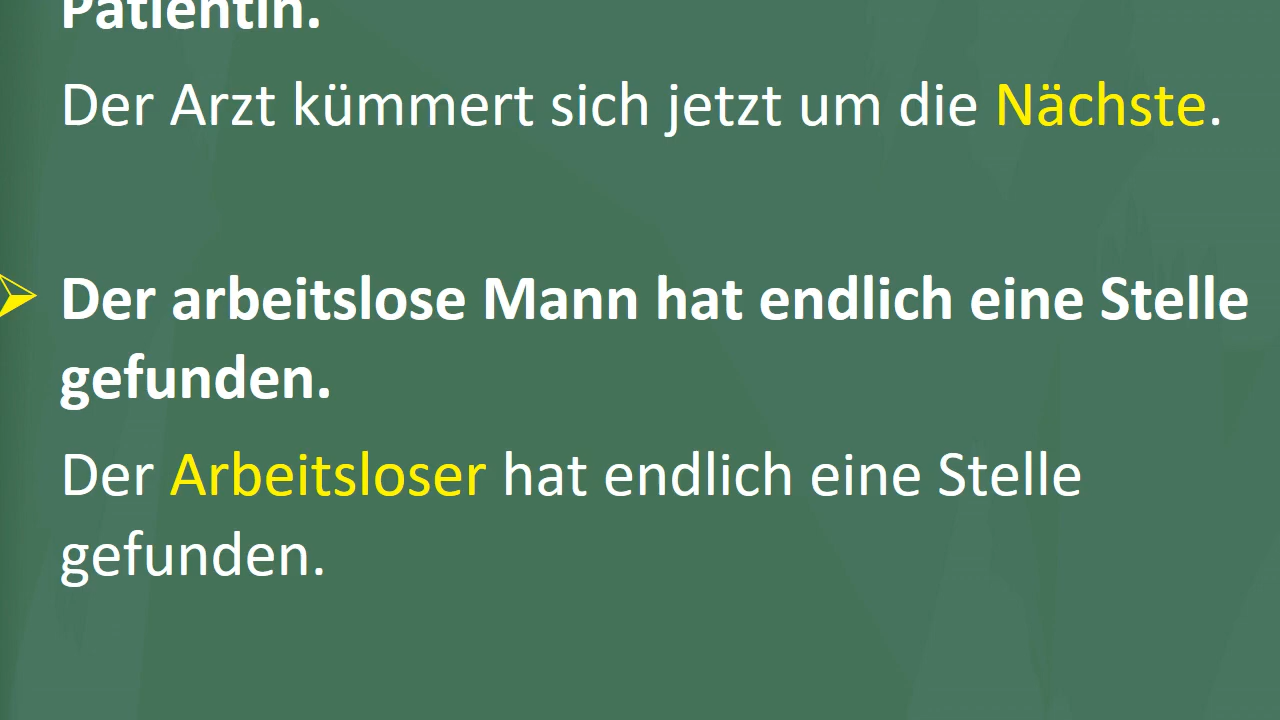 Patientin.
Der Arzt kümmert sich jetzt um die Nächste.
Der arbeitslose Mann hat endlich eine Stelle
gefunden.
Der Arbeitsloser hat endlich eine Stelle
gefunden.